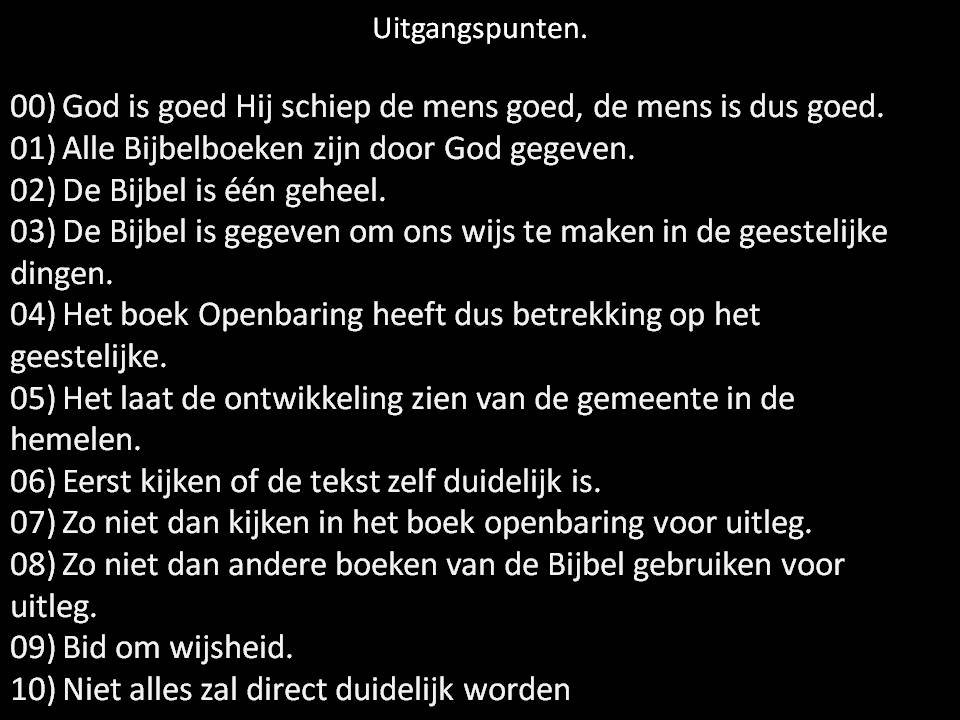 Uitgangspunten.
00) God is goed Hij schiep de mens goed, de mens is dus goed.
01) Alle Bijbelboeken zijn door God gegeven.
02) De Bijbel is één geheel.
03) De Bijbel is gegeven om ons wijs te maken in de geestelijke
dingen.
04) Het boek Openbaring heeft dus betrekking op het
geestelijke.
05) Het laat de ontwikkeling zien van de gemeente in de
hemelen.
06) Eerst kijken of de tekst zelf duidelijk is.
07) Zo niet dan kijken in het boek openbaring voor uitleg.
08) Zo niet dan andere boeken van de Bijbel gebruiken voor
uitleg.
09) Bid om wijsheid.
10) Niet alles zal direct duidelijk worden